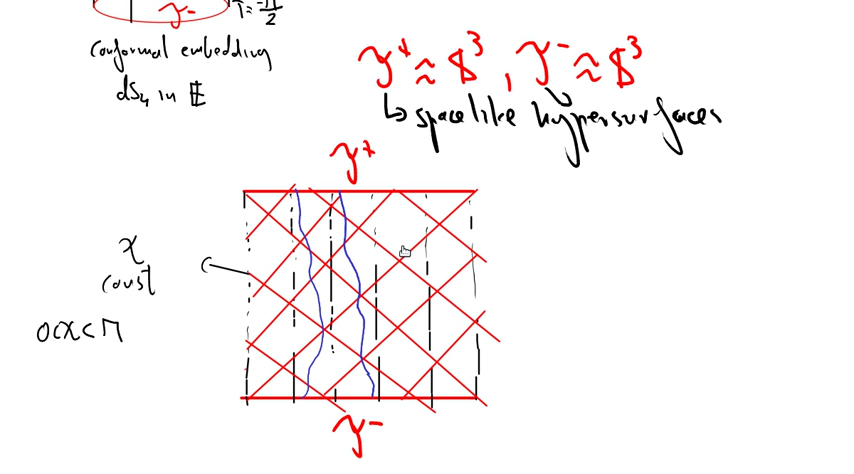 𝒥⁻ T = -π/2
conformal embedding
dS₄ in E
𝒥⁺ ≈ S³, 𝒥⁻ ≈ S³
↳ spacelike hypersurfaces
𝒥⁺
χ
const
0<χ<π
𝒥⁻